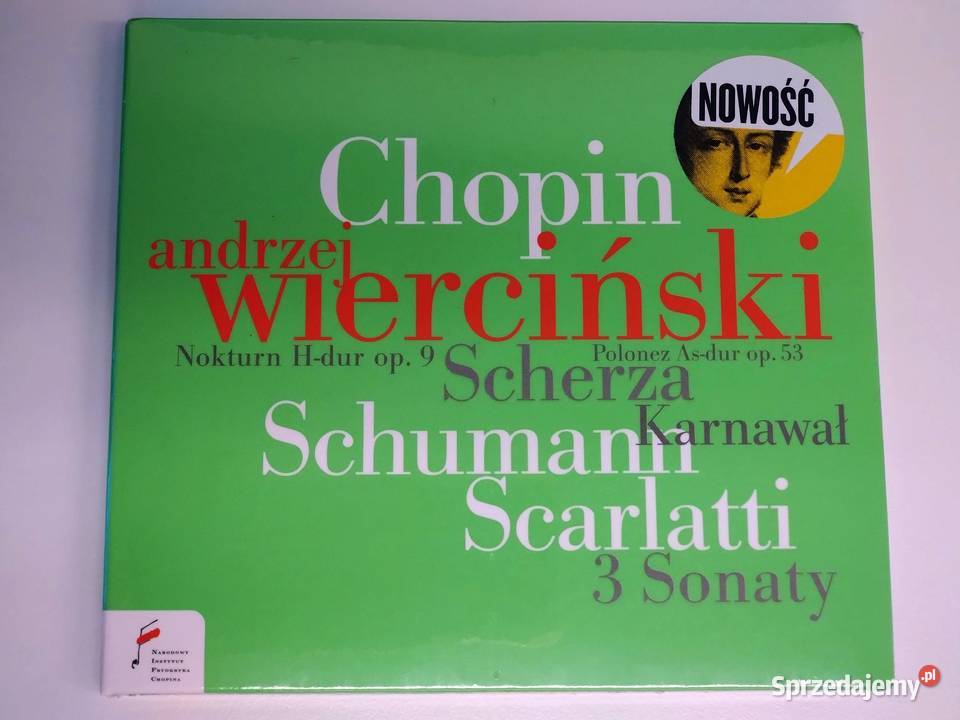 NOWOŚĆ
Chopin
andrzej
wierciński
Nokturn H-dur op. 9
Polonez As-dur op. 53
Scherza
Karnawał
Schumann
Scarlatti
3 Sonaty
Narodowy
Instytut
Fryderyka
Chopina
Sprzedajemy.pl